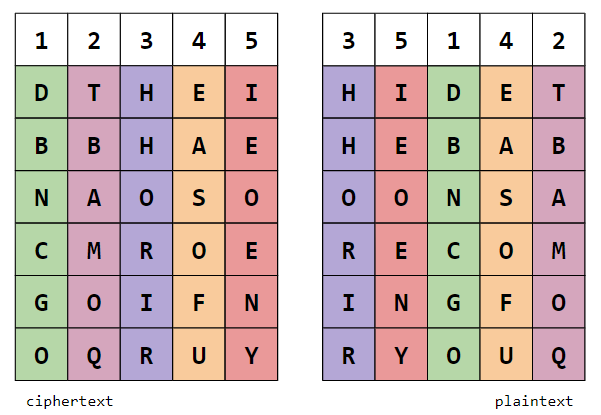 1 2 3 4 5 3 5 1 4 2
D T H E I H I D E T
B B H A E H E B A B
N A O S O O O N S A
C M R O E R E C O M
G O I F N I N G F O
O Q R U Y R Y O U Q
ciphertext plaintext